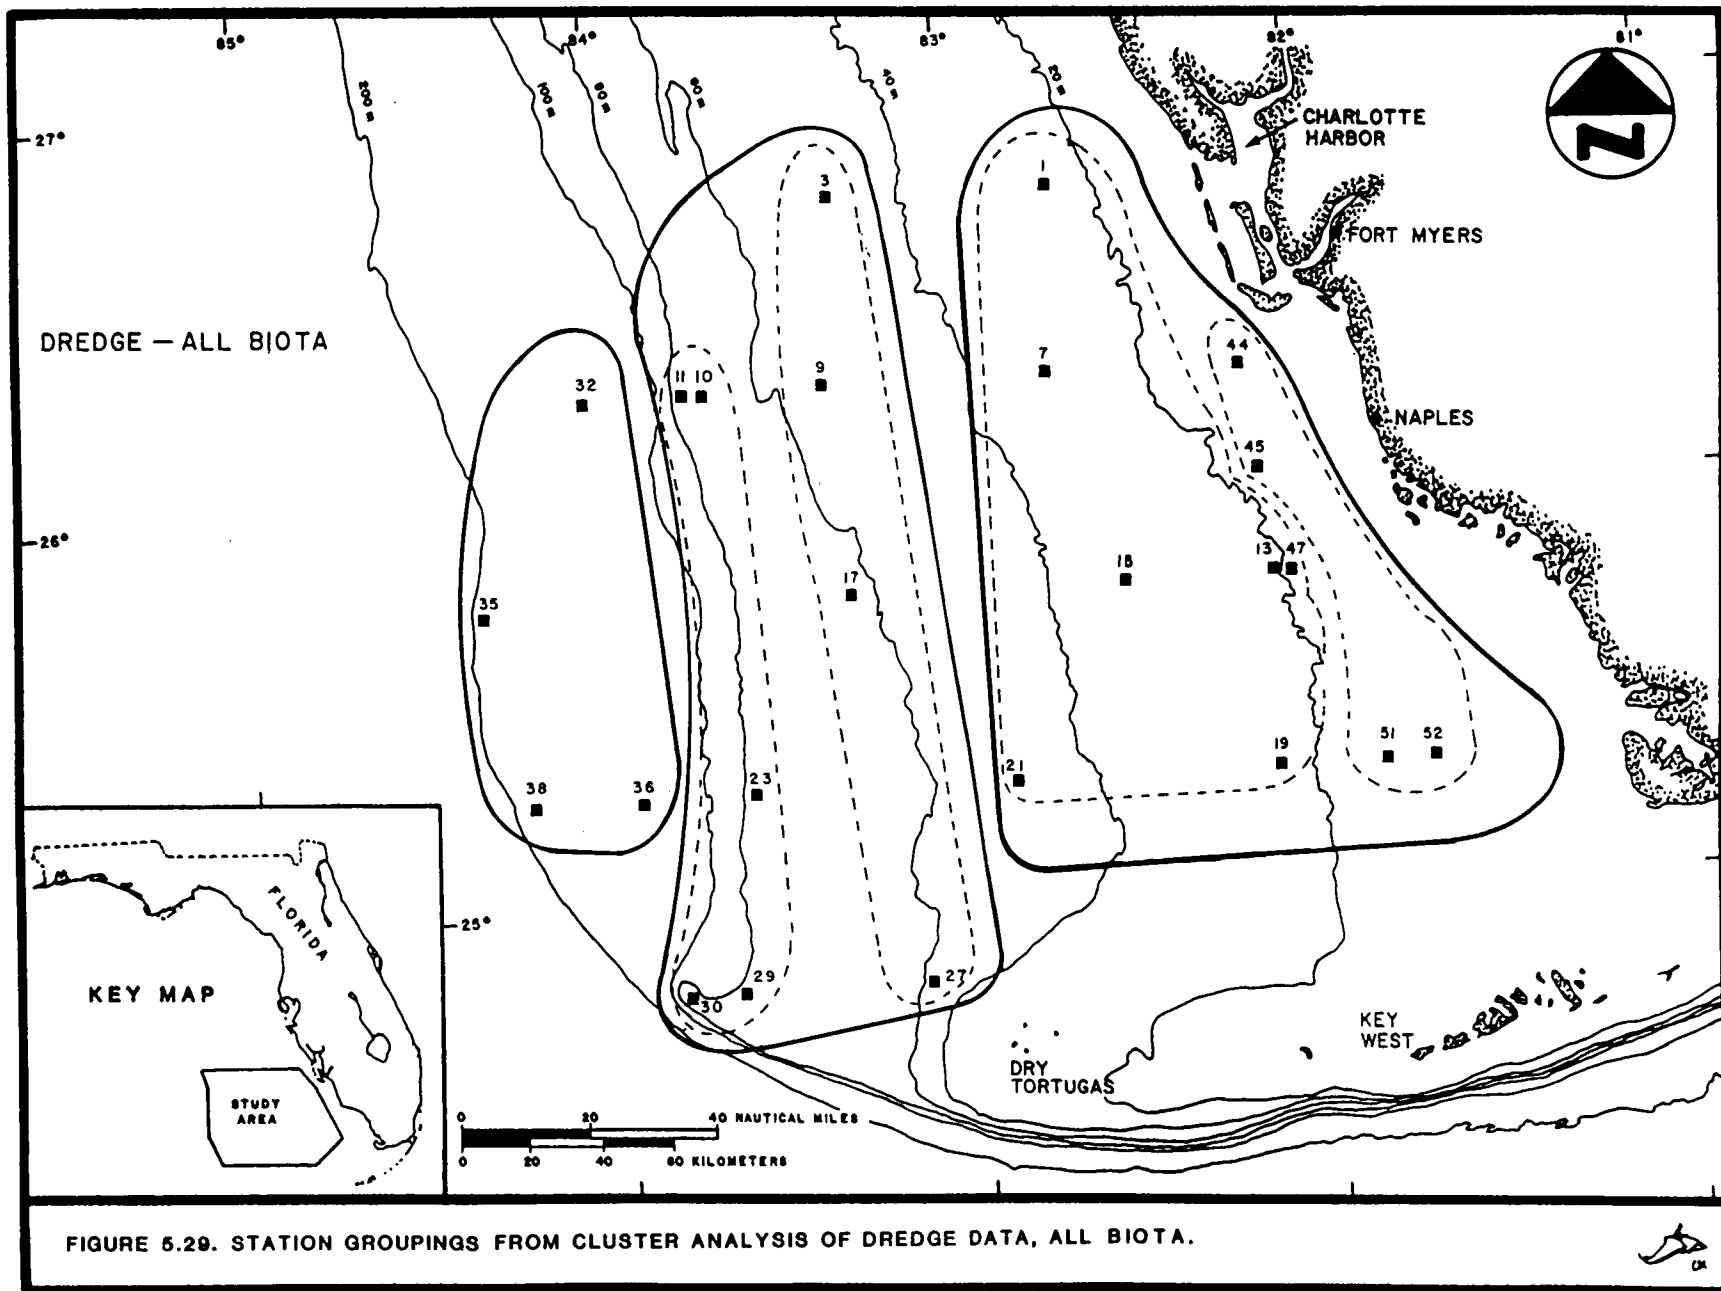 85°
84°
83°
82°
81°
200 m
100 m
80 m
60 m
40 m
20 m
27°
CHARLOTTE
HARBOR
3
1
FORT MYERS
DREDGE — ALL BIOTA
44
7
32
11
10
9
NAPLES
45
26°
13
47
18
17
35
51
52
19
21
23
38
36
25°
FLORIDA
KEY MAP
29
27
30
KEY
WEST
DRY
TORTUGAS
STUDY
AREA
0 20 40 NAUTICAL MILES
0 20 40 60 KILOMETERS
FIGURE 5.29. STATION GROUPINGS FROM CLUSTER ANALYSIS OF DREDGE DATA, ALL BIOTA.
N